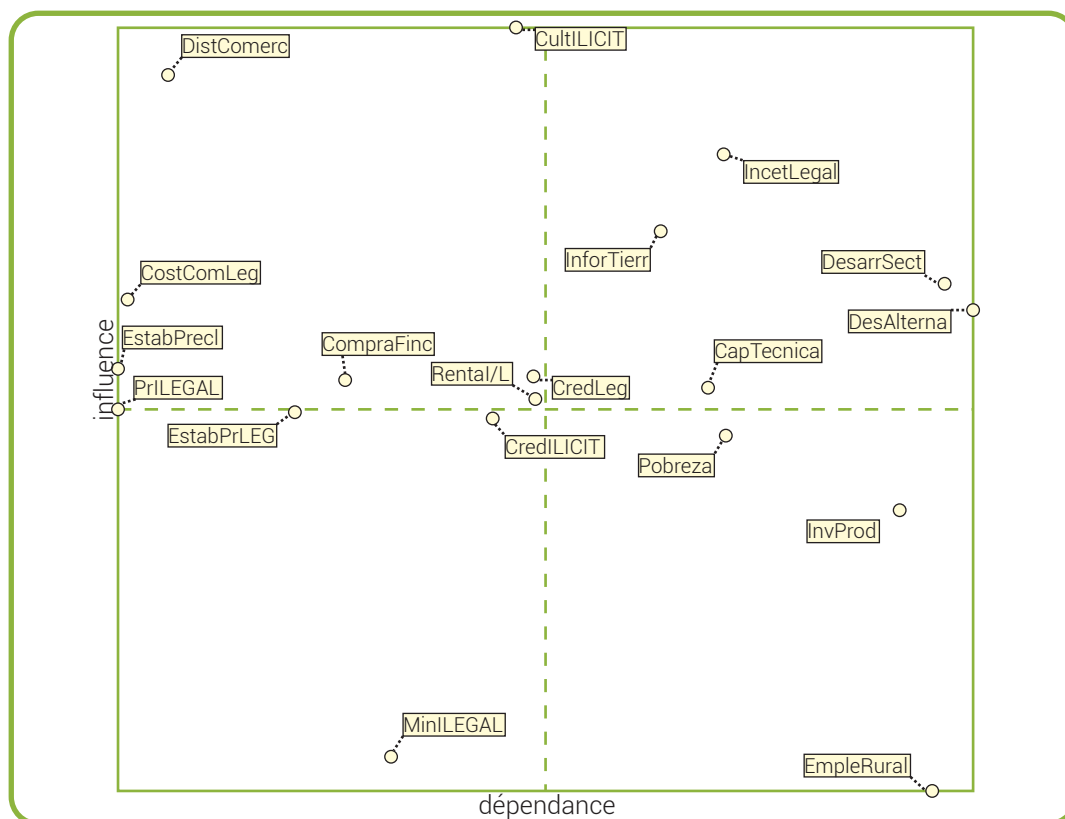 DistComerc
CultILICIT
IncetLegal
InforTierr
DesarrSect
CostComLeg
DesAlterna
EstabPrecl
CompraFinc
CapTecnica
RentaI/L
CredLeg
PrILEGAL
influence
EstabPrLEG
CredILICIT
Pobreza
InvProd
MinILEGAL
EmpleRural
dépendance